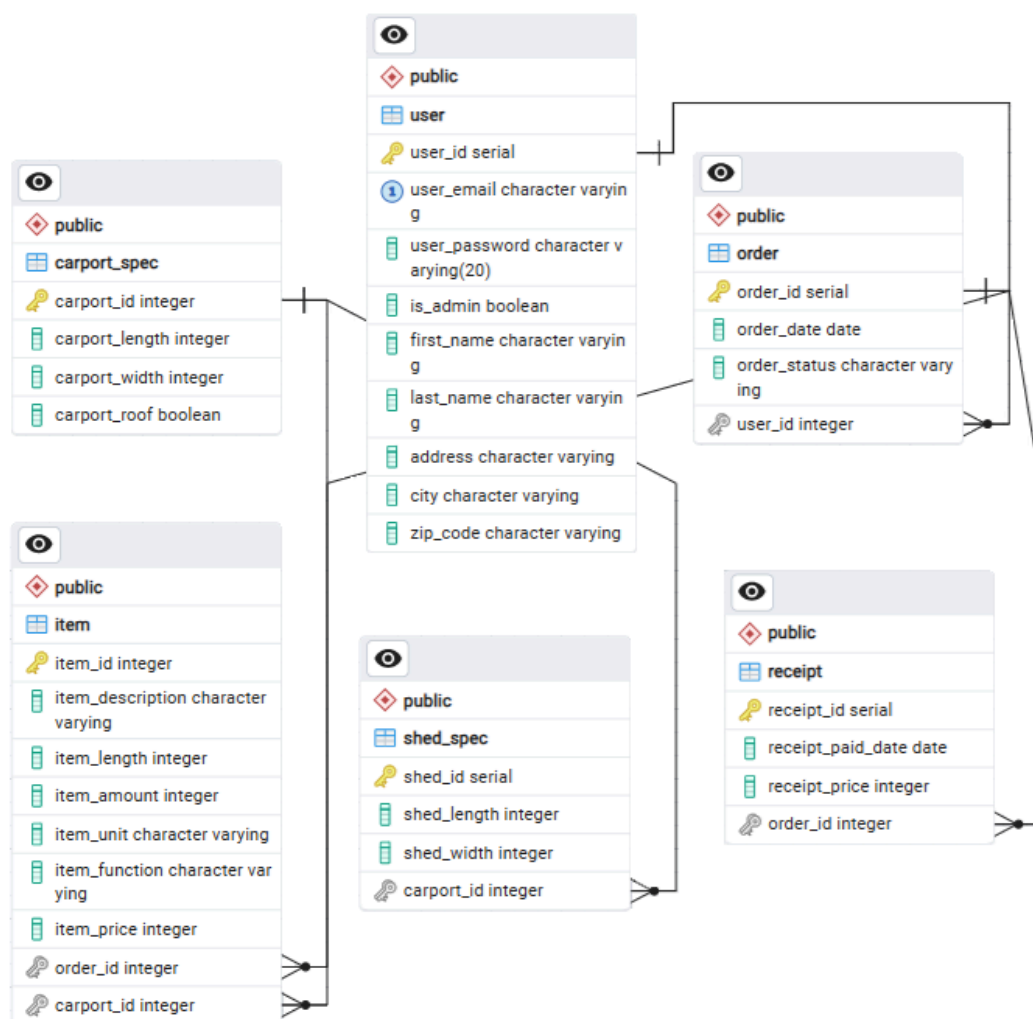 public
user
user_id serial
user_email character varyin
g
user_password character v
arying(20)
is_admin boolean
first_name character varyin
g
last_name character varyin
g
address character varying
city character varying
zip_code character varying
public
carport_spec
carport_id integer
carport_length integer
carport_width integer
carport_roof boolean
public
order
order_id serial
order_date date
order_status character vary
ing
user_id integer
public
item
item_id integer
item_description character
varying
item_length integer
item_amount integer
item_unit character varying
item_function character var
ying
item_price integer
order_id integer
carport_id integer
public
shed_spec
shed_id serial
shed_length integer
shed_width integer
carport_id integer
public
receipt
receipt_id serial
receipt_paid_date date
receipt_price integer
order_id integer